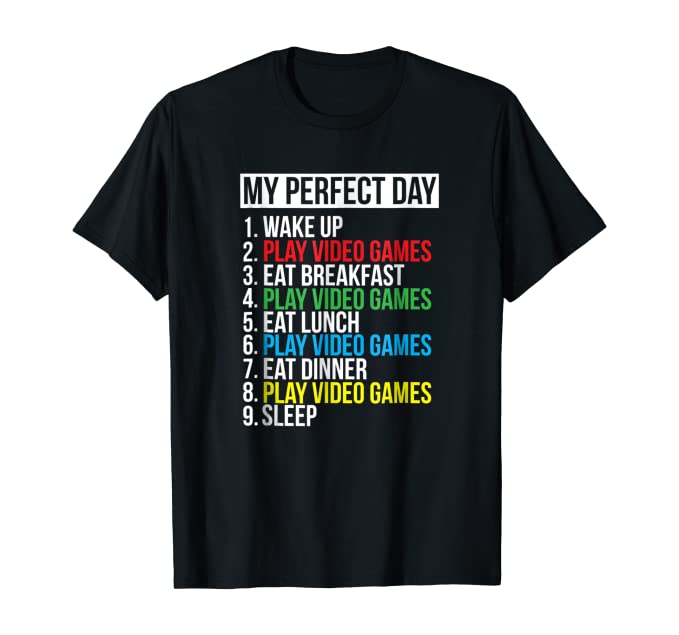 MY PERFECT DAY
1. WAKE UP
2. PLAY VIDEO GAMES
3. EAT BREAKFAST
4. PLAY VIDEO GAMES
5. EAT LUNCH
6. PLAY VIDEO GAMES
7. EAT DINNER
8. PLAY VIDEO GAMES
9. SLEEP